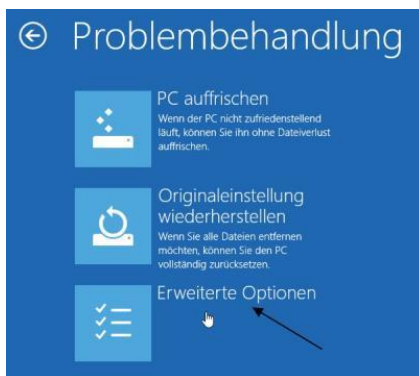 Problembehandlung
PC auffrischen
Wenn der PC nicht zufriedenstellend
läuft, können Sie ihn ohne Dateiverlust
auffrischen.
Originaleinstellung
wiederherstellen
Wenn Sie alle Dateien entfernen
möchten, können Sie den PC
vollständig zurücksetzen.
Erweiterte Optionen